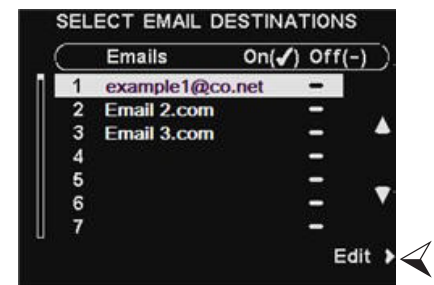 SELECT EMAIL DESTINATIONS
Emails On(✓) Off(–)
1 example1@co.net –
2 Email 2.com –
3 Email 3.com –
4 –
5 –
6 –
7 –
Edit